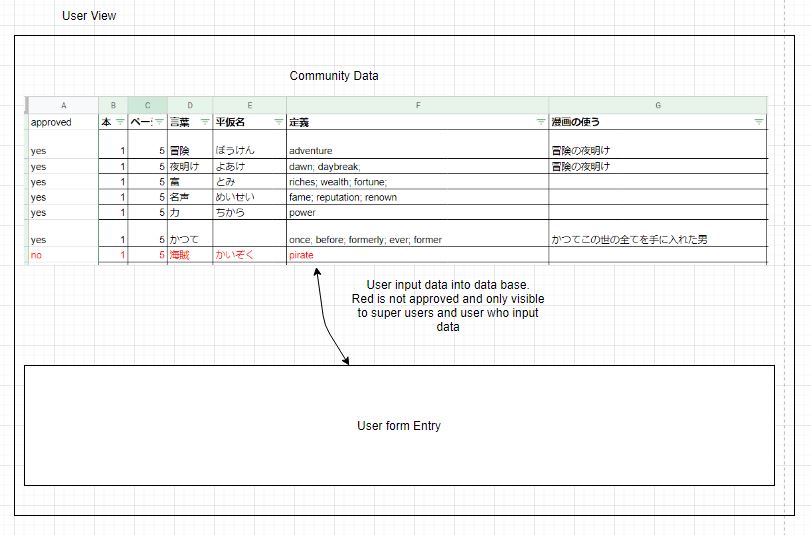 User View
Community Data
A B C D E F G
approved 本 ペー: 言葉 平仮名 定義 漫画の使う
yes 1 5 冒険 ぼうけん adventure 冒険の夜明け
yes 1 5 夜明け よあけ dawn; daybreak; 冒険の夜明け
yes 1 5 富 とみ riches; wealth; fortune;
yes 1 5 名声 めいせい fame; reputation; renown
yes 1 5 力 ちから power
yes 1 5 かつて once; before; formerly; ever; former かつてこの世の全てを手に入れた男
no 1 5 海賊 かいぞく pirate
User input data into data base.
Red is not approved and only visible
to super users and user who input
data
User form Entry